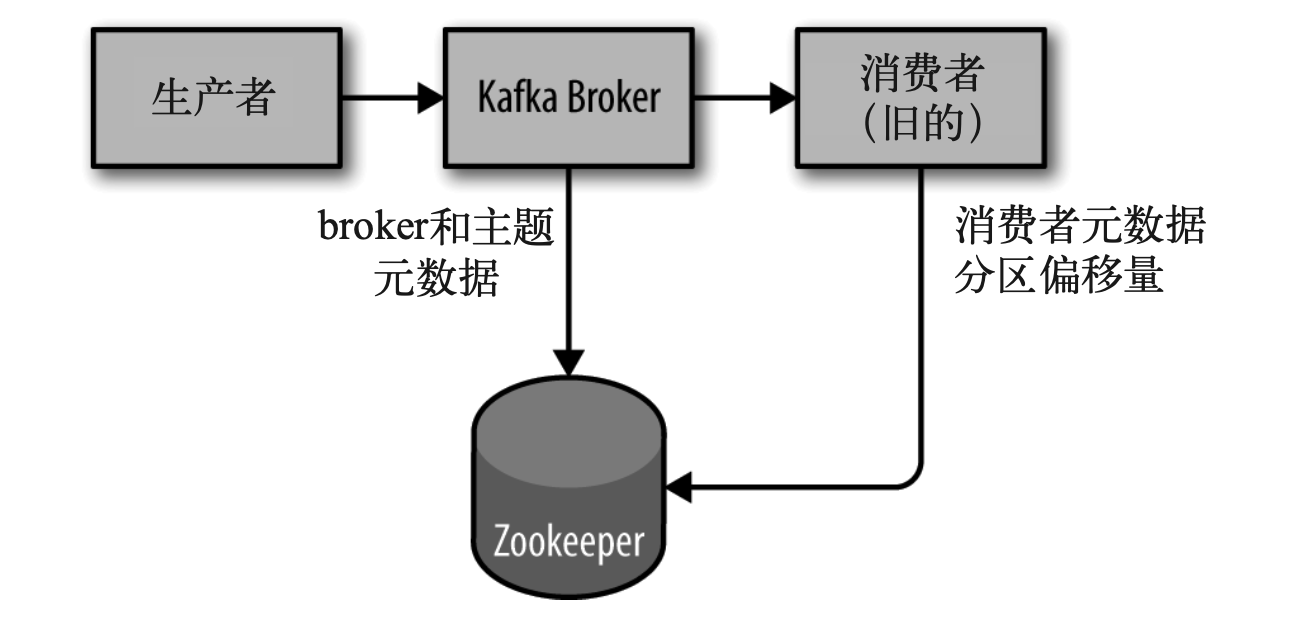 生产者
Kafka Broker
消费者
（旧的）
broker和主题
元数据
消费者元数据
分区偏移量
Zookeeper